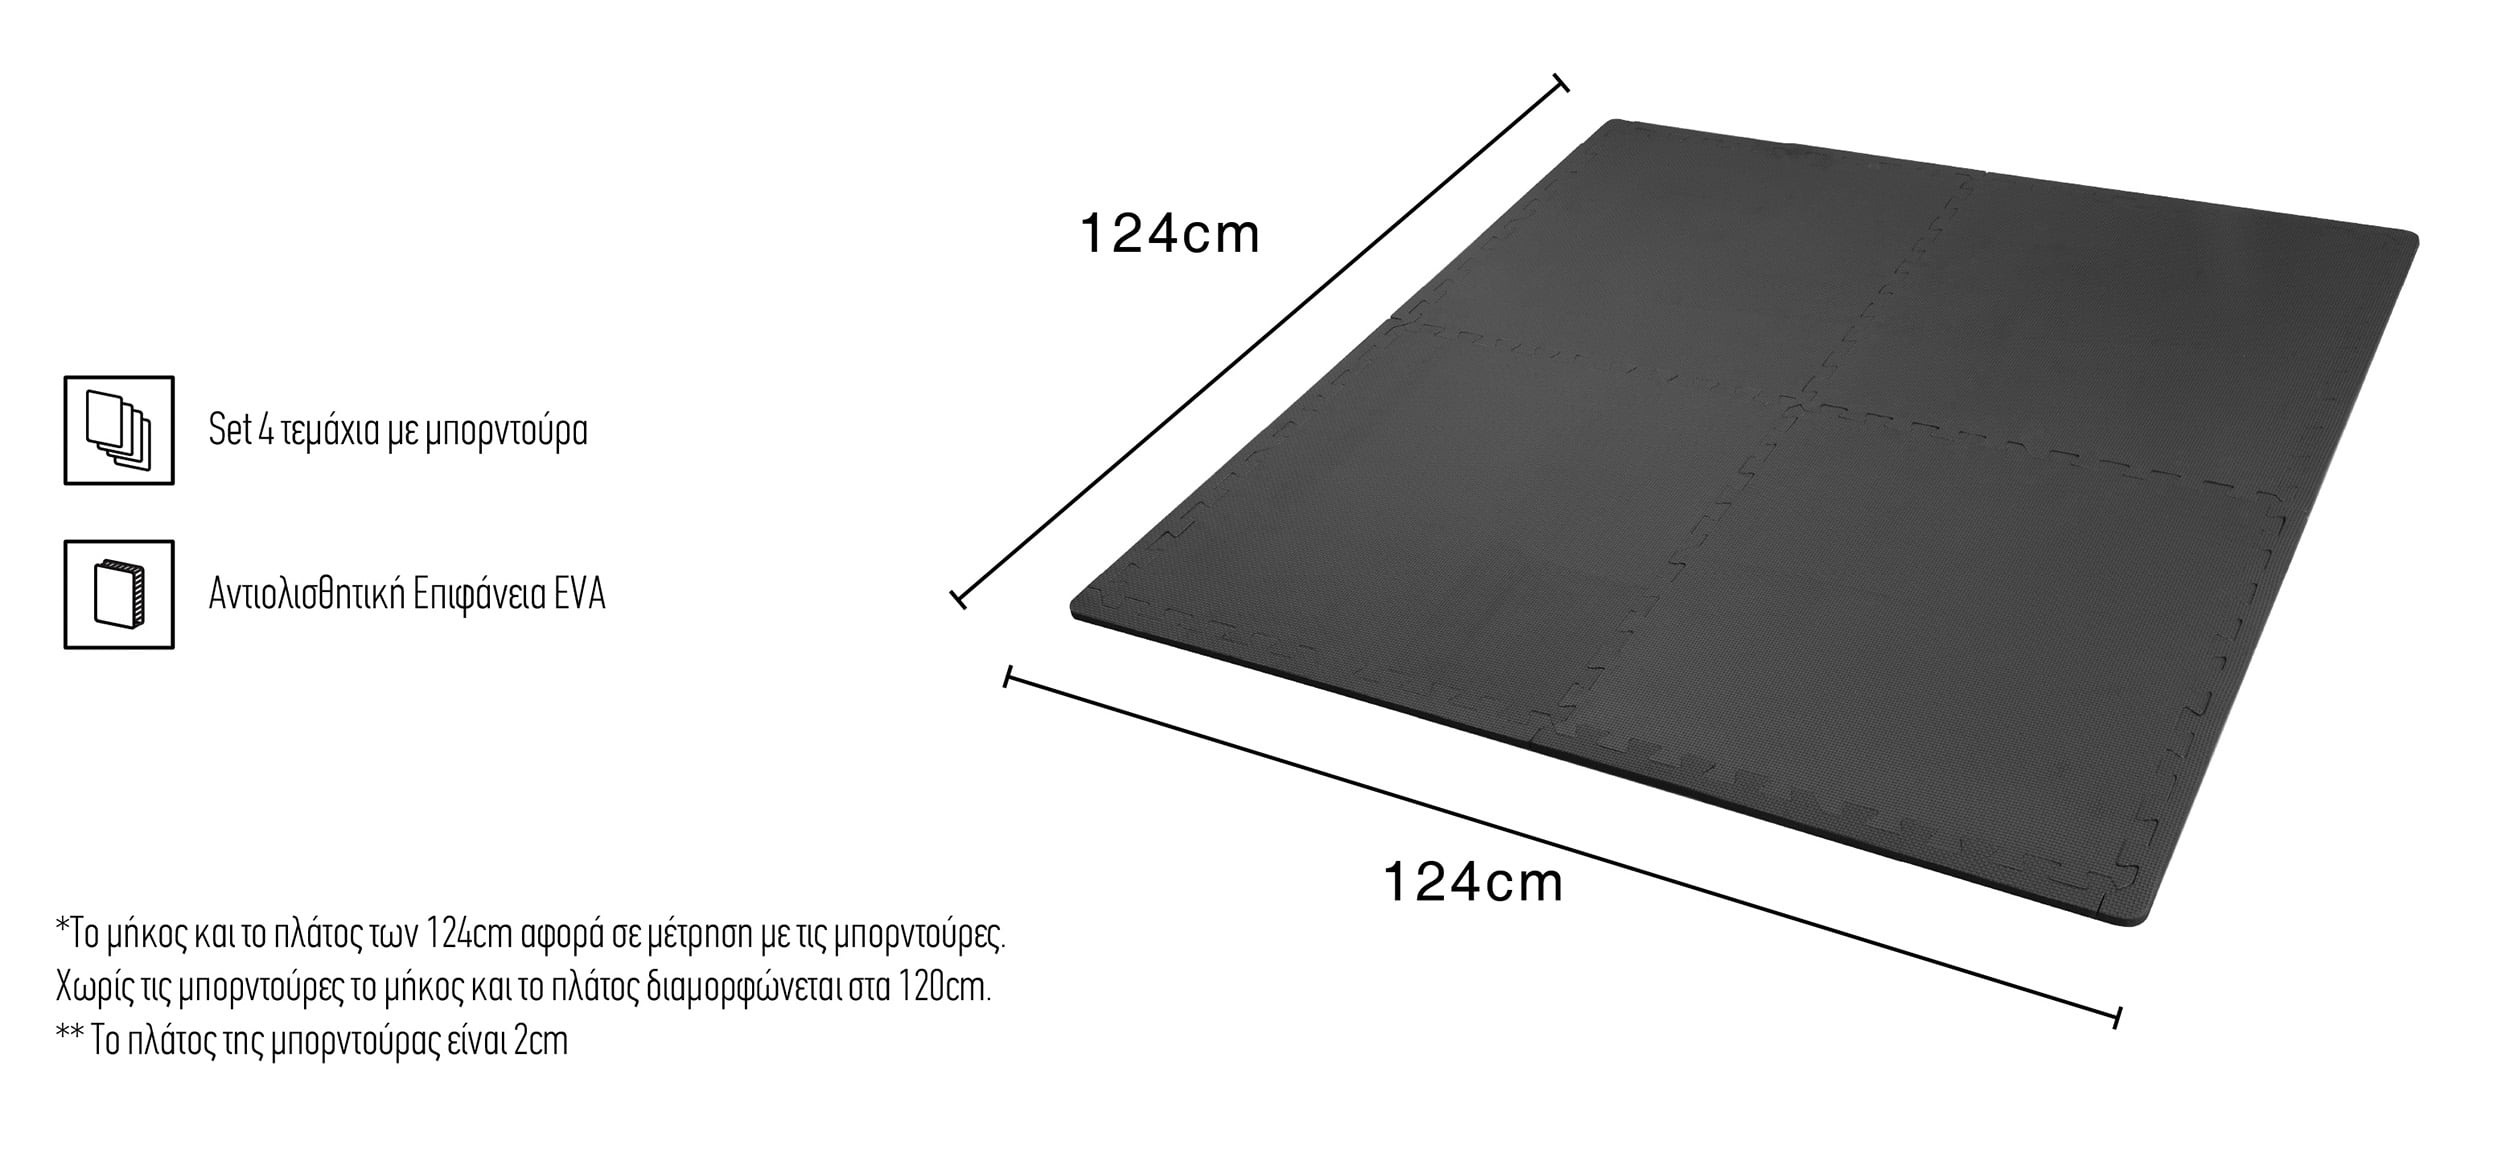 124cm
Set 4 τεμάχια με μπορντούρα
Αντιολισθητική Επιφάνεια EVA
124cm
*Το μήκος και το πλάτος των 124cm αφορά σε μέτρηση με τις μπορντούρες.
Χωρίς τις μπορντούρες το μήκος και το πλάτος διαμορφώνεται στα 120cm.
** Το πλάτος της μπορντούρας είναι 2cm